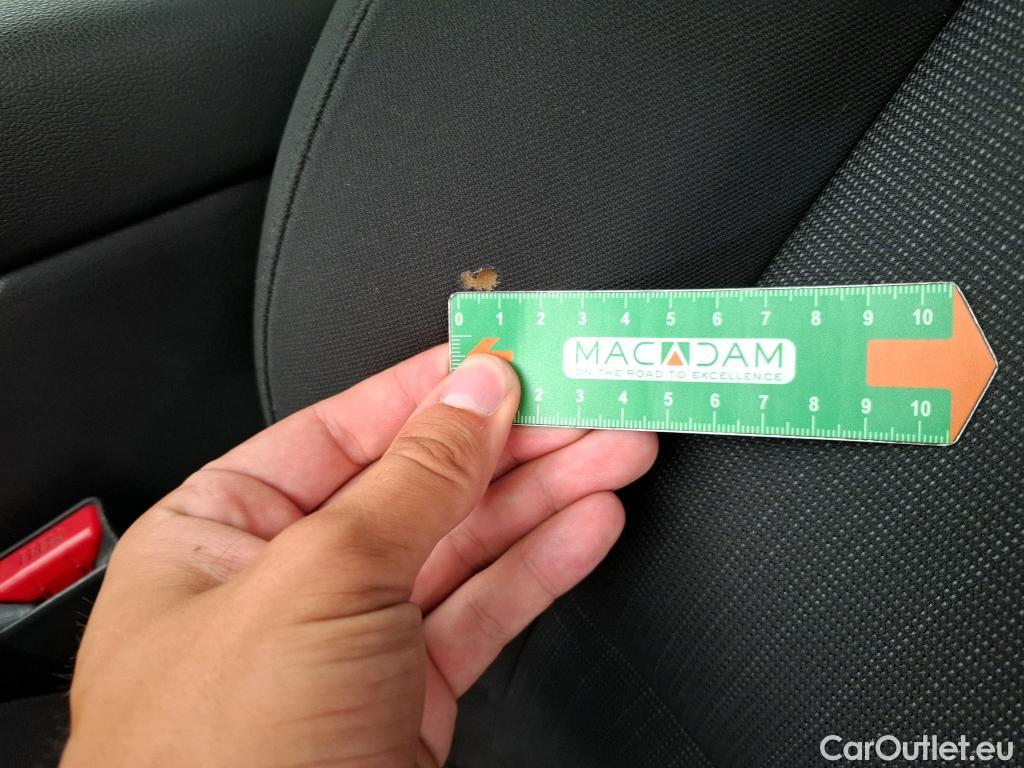 0 1 2 3 4 5 6 7 8 9 10
MACADAM
ON THE ROAD TO EXCELLENCE
2 3 4 5 6 7 8 9 10
CarOutlet.eu